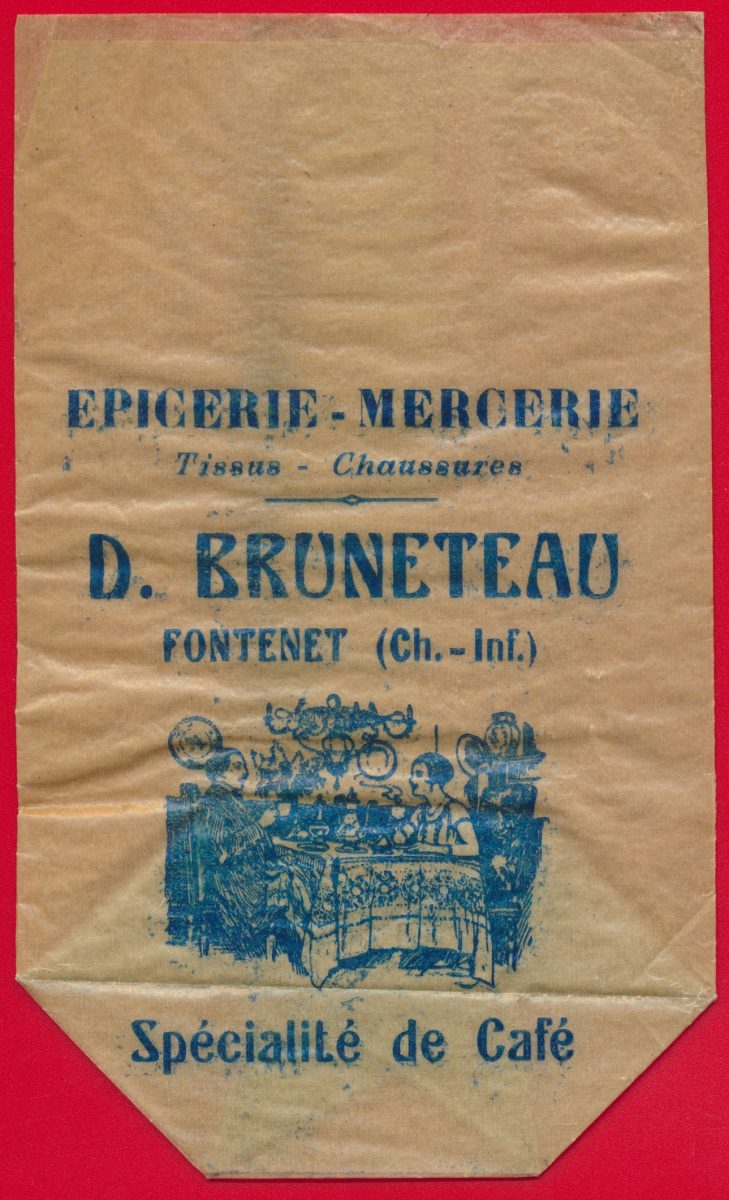 EPICERIE - MERCERIE
Tissus - Chaussures
D. BRUNETEAU
FONTENET (Ch.-Inf.)
Spécialité de Café